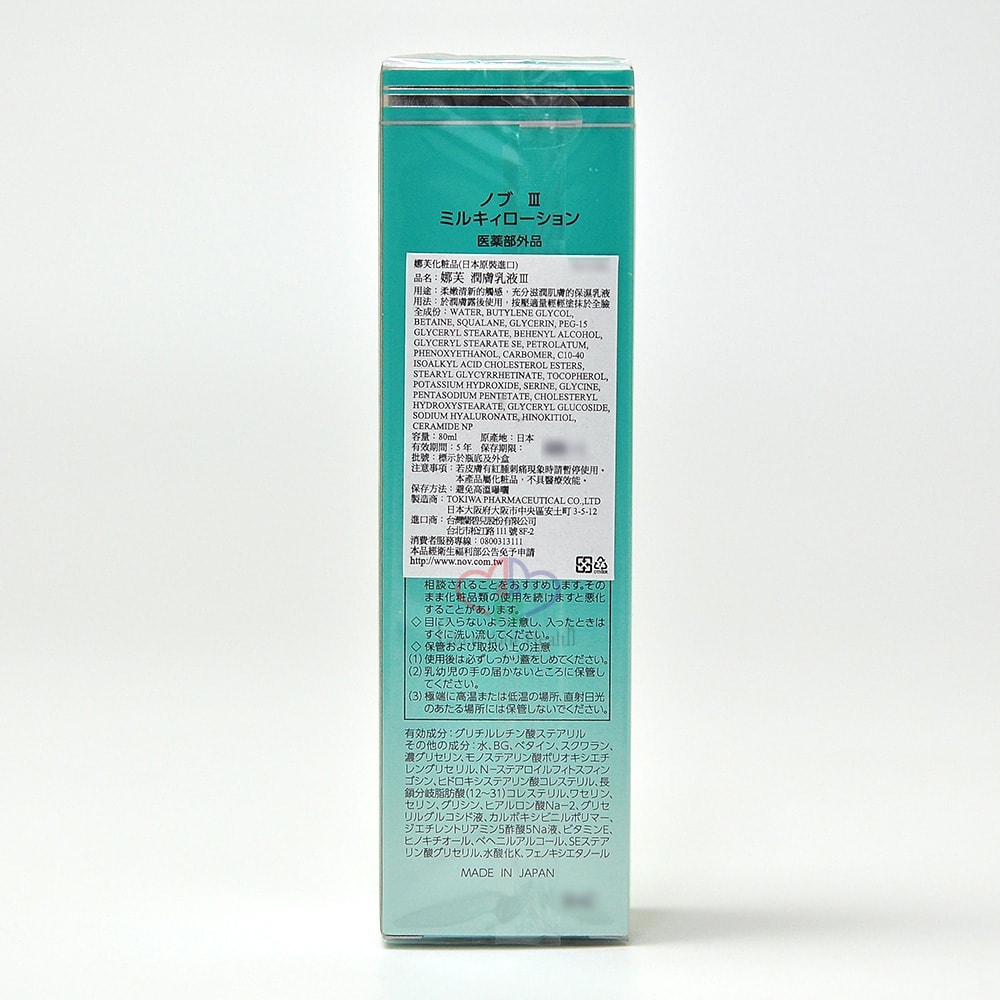 ノブ Ⅲ
ミルキィローション
医薬部外品
娜芙化粧品(日本原裝進口)
品名：娜芙 潤膚乳液Ⅲ
用途：柔嫩清新的觸感，充分滋潤肌膚的保濕乳液
用法：於潤膚露後使用，按壓適量輕輕塗抹於全臉
全成份：WATER, BUTYLENE GLYCOL,
BETAINE, SQUALANE, GLYCERIN, PEG-15
GLYCERYL STEARATE, BEHENYL ALCOHOL,
GLYCERYL STEARATE SE, PETROLATUM,
PHENOXYETHANOL, CARBOMER, C10-40
ISOALKYL ACID CHOLESTEROL ESTERS,
STEARYL GLYCYRRHETINATE, TOCOPHEROL,
POTASSIUM HYDROXIDE, SERINE, GLYCINE,
PENTASODIUM PENTETATE, CHOLESTERYL
HYDROXYSTEARATE, GLYCERYL GLUCOSIDE,
SODIUM HYALURONATE, HINOKITIOL,
CERAMIDE NP
容量：80ml 原產地：日本
有效期間：5 年 保存期限：
批號：標示於瓶底及外盒
注意事項：若皮膚有紅腫刺痛現象時請暫停使用。
本產品屬化粧品，不具醫療效能。
保存方法：避免高溫曝曬
製造商：TOKIWA PHARMACEUTICAL CO.,LTD
日本大阪府大阪市中央區安土町 3-5-12
進口商：台灣蘭碧兒股份有限公司
台北市松江路 111 號 8F-2
消費者服務專線：0800313111
本品經衛生福利部公告免予申請
http://www.nov.com.tw
相談されることをおすすめします。その
まま化粧品類の使用を続けますと悪化
することがあります。
◇目に入らないよう注意し、入ったときは
すぐに洗い流してください。
◇保管および取扱い上の注意
(1)使用後は必ずしっかり蓋をしめてください。
(2)乳幼児の手の届かないところに保管し
てください。
(3)極端に高温または低温の場所、直射日光
のあたる場所には保管しないでください。
有効成分：グリチルレチン酸ステアリル
その他の成分：水、BG、ベタイン、スクワラン、
濃グリセリン、モノステアリン酸ポリオキシエチ
レングリセリル、N－ステアロイルフィトスフィン
ゴシン、ヒドロキシステアリン酸コレステリル、長
鎖分岐脂肪酸(12～31)コレステリル、ワセリン、
セリン、グリシン、ヒアルロン酸Na－2、グリセ
リルグルコシド液、カルボキシビニルポリマー、
ジエチレントリアミン5酢酸5Na液、ビタミンE、
ヒノキチオール、ベヘニルアルコール、SEステア
リン酸グリセリル、水酸化K、フェノキシエタノール
MADE IN JAPAN